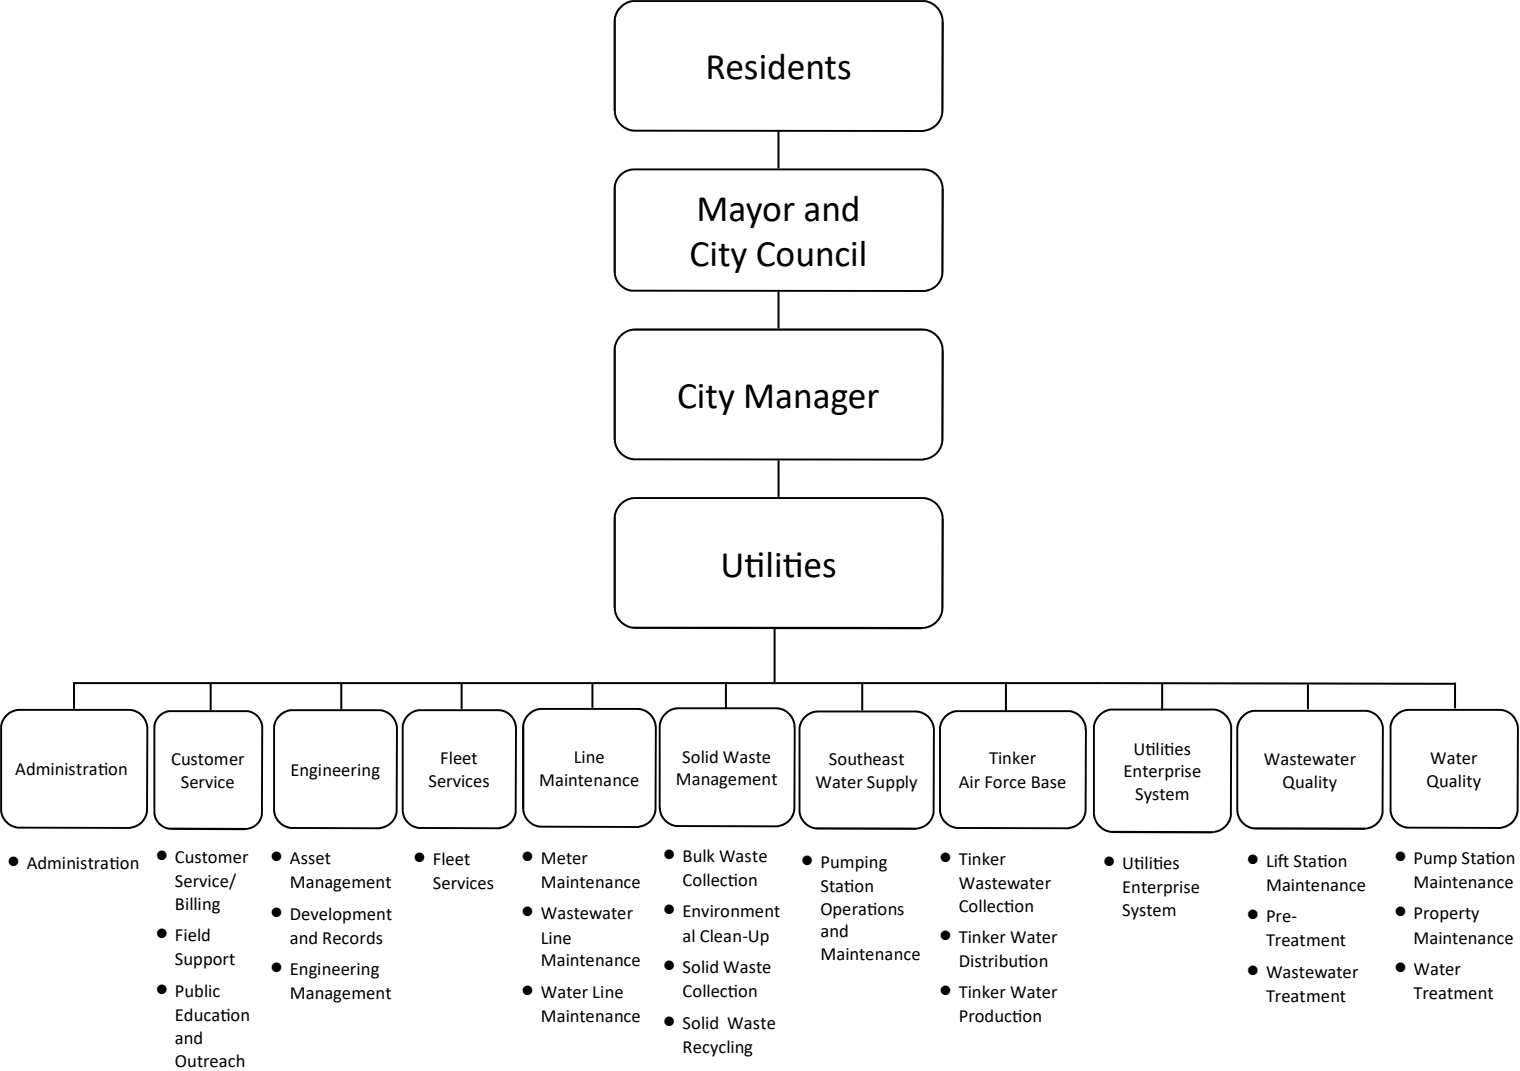 Residents
Mayor and
City Council
City Manager
Utilities
Administration
Customer
Service
Engineering
Fleet
Services
Line
Maintenance
Solid Waste
Management
Southeast
Water Supply
Tinker
Air Force Base
Utilities
Enterprise
System
Wastewater
Quality
Water
Quality
● Administration
● Customer
Service/
Billing
● Field
Support
● Public
Education
and
Outreach
● Asset
Management
● Development
and Records
● Engineering
Management
● Fleet
Services
● Meter
Maintenance
● Wastewater
Line
Maintenance
● Water Line
Maintenance
● Bulk Waste
Collection
● Environment
al Clean-Up
● Solid Waste
Collection
● Solid  Waste
Recycling
● Pumping
Station
Operations
and
Maintenance
● Tinker
Wastewater
Collection
● Tinker Water
Distribution
● Tinker Water
Production
● Utilities
Enterprise
System
● Lift Station
Maintenance
● Pre-
Treatment
● Wastewater
Treatment
● Pump Station
Maintenance
● Property
Maintenance
● Water
Treatment